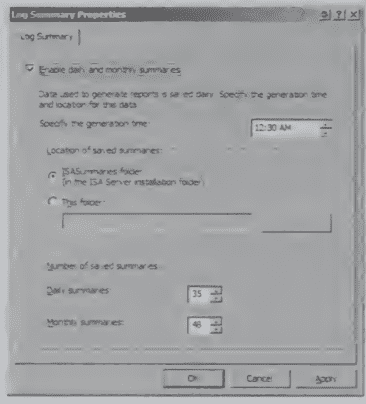 Log Summary Properties
Log Summary
Enable daily and monthly summaries
Data used to generate reports is saved daily. Specify the generation time
and location for this data.
Specify the generation time:
12:30 AM
Location of saved summaries:
ISASummaries folder
(in the ISA Server installation folder)
This folder:
Number of saved summaries:
Daily summaries:
35
Monthly summaries:
Cancel
Apply
OK